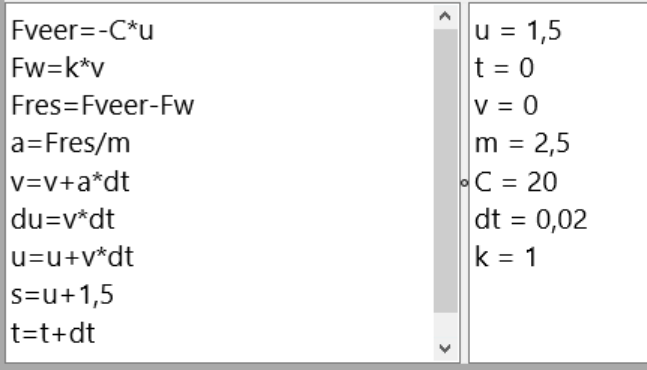 Fveer=-C*u
Fw=k*v
Fres=Fveer-Fw
a=Fres/m
v=v+a*dt
du=v*dt
u=u+v*dt
s=u+1,5
t=t+dt
u = 1,5
t = 0
v = 0
m = 2,5
C = 20
dt = 0,02
k = 1